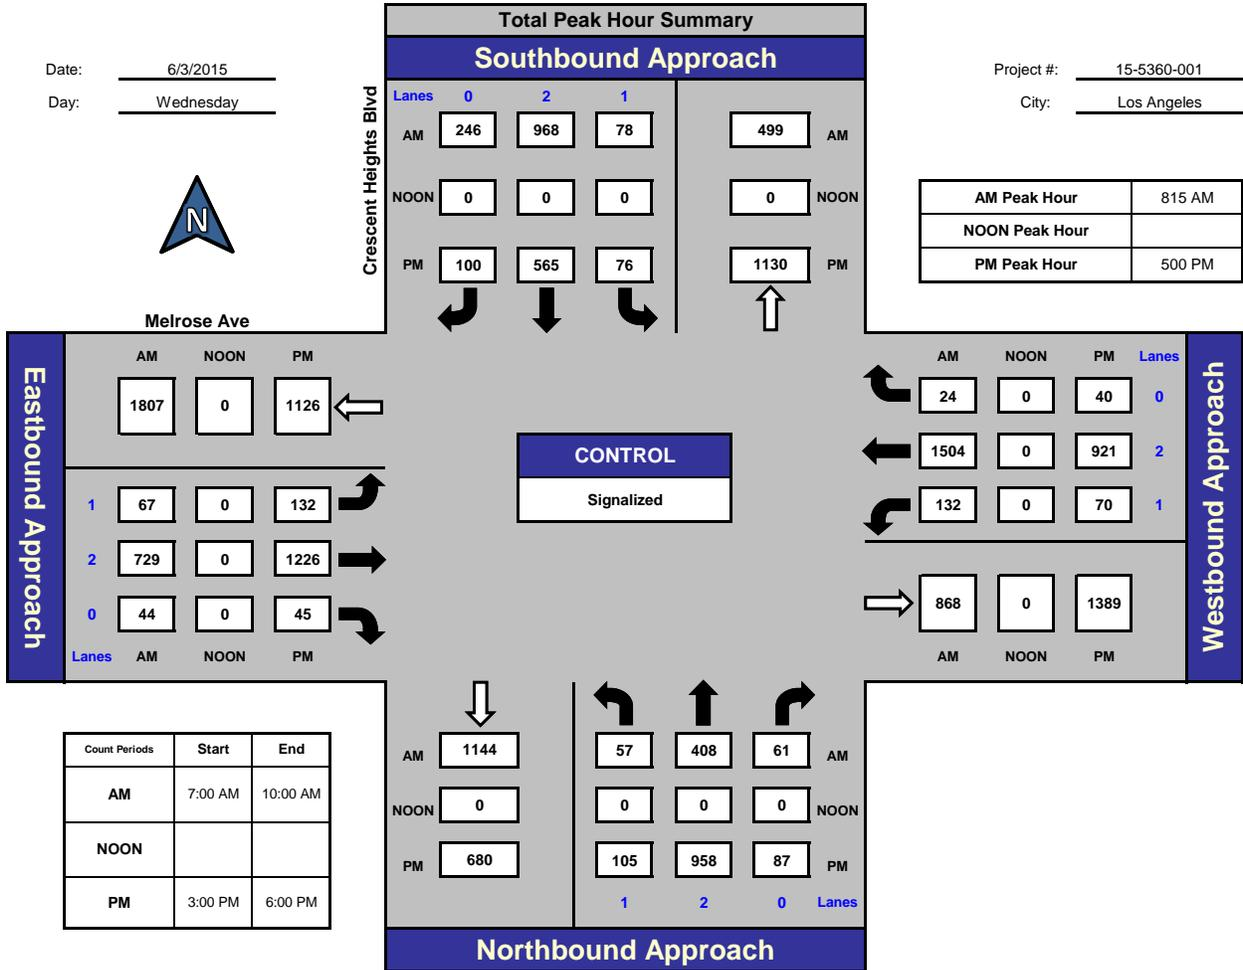 Total Peak Hour Summary
Southbound Approach
Date: 6/3/2015
Day: Wednesday
Project #: 15-5360-001
City: Los Angeles
Crescent Heights Blvd
Lanes 0 2 1
AM 246 968 78 499 AM
NOON 0 0 0 0 NOON
PM 100 565 76 1130 PM
N
AM Peak Hour 815 AM
NOON Peak Hour
PM Peak Hour 500 PM
Melrose Ave
Eastbound Approach
AM NOON PM
1807 0 1126
1 67 0 132
2 729 0 1226
0 44 0 45
Lanes AM NOON PM
CONTROL
Signalized
AM NOON PM Lanes
24 0 40 0
1504 0 921 2
132 0 70 1
868 0 1389
AM NOON PM
Westbound Approach
Count Periods Start End
AM 7:00 AM 10:00 AM
NOON
PM 3:00 PM 6:00 PM
AM 1144 57 408 61 AM
NOON 0 0 0 0 NOON
PM 680 105 958 87 PM
1 2 0 Lanes
Northbound Approach